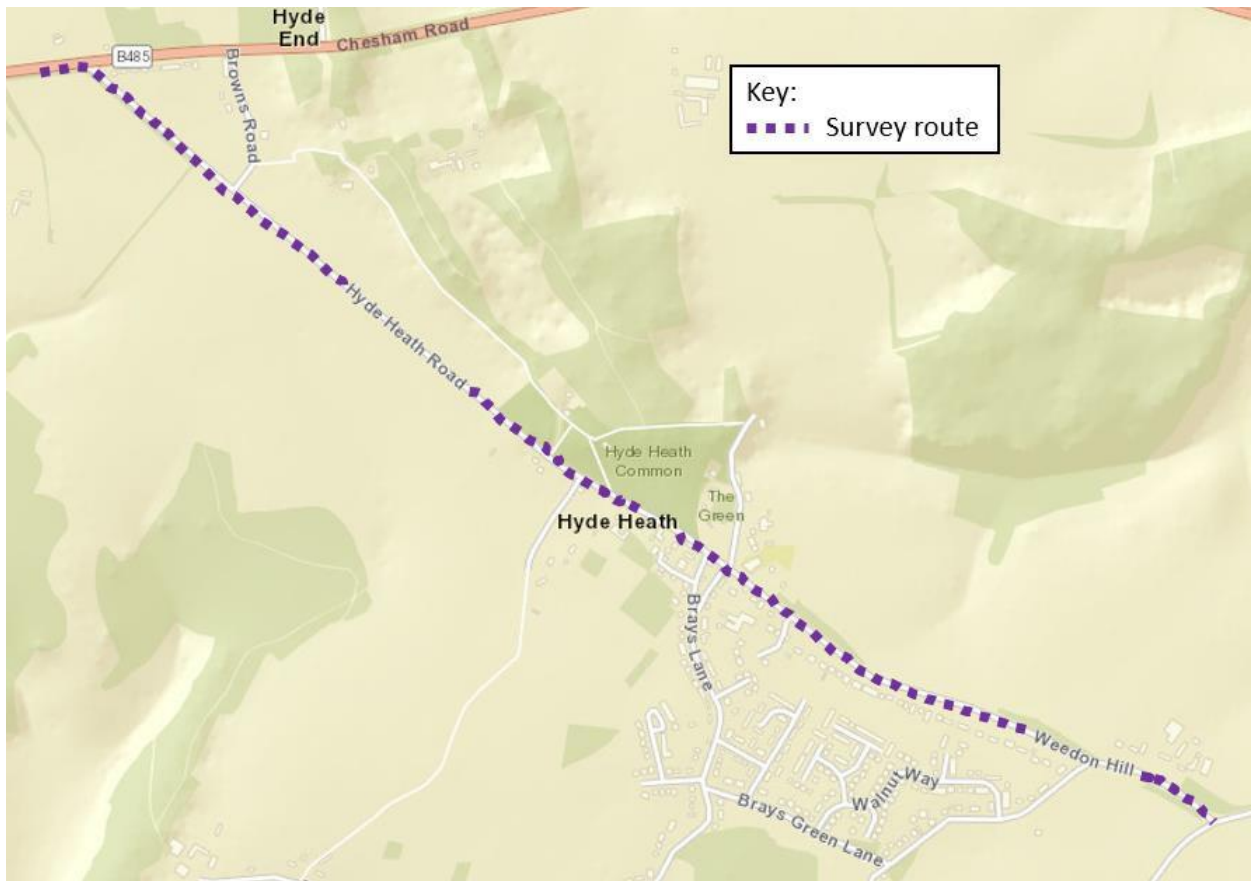 Hyde
End
Chesham Road
B485
Browns Road
Key:
Survey route
Hyde Heath Road
Hyde Heath
Common
The
Green
Hyde Heath
Brays Lane
Weedon Hill
Walnut Way
Brays Green Lane